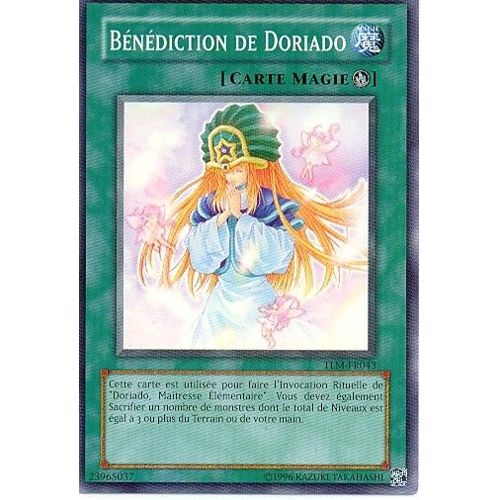 BÉNÉDICTION DE DORIADO 魔
[CARTE MAGIE]
TLM-FR043
Cette carte est utilisée pour faire l'Invocation Rituelle de
"Doriado, Maitresse Elémentaire". Vous devez également
Sacrifier un nombre de monstres dont le total de Niveaux est
égal à 3 ou plus du Terrain ou de votre main.
23965037
©1996 KAZUKI TAKAHASHI